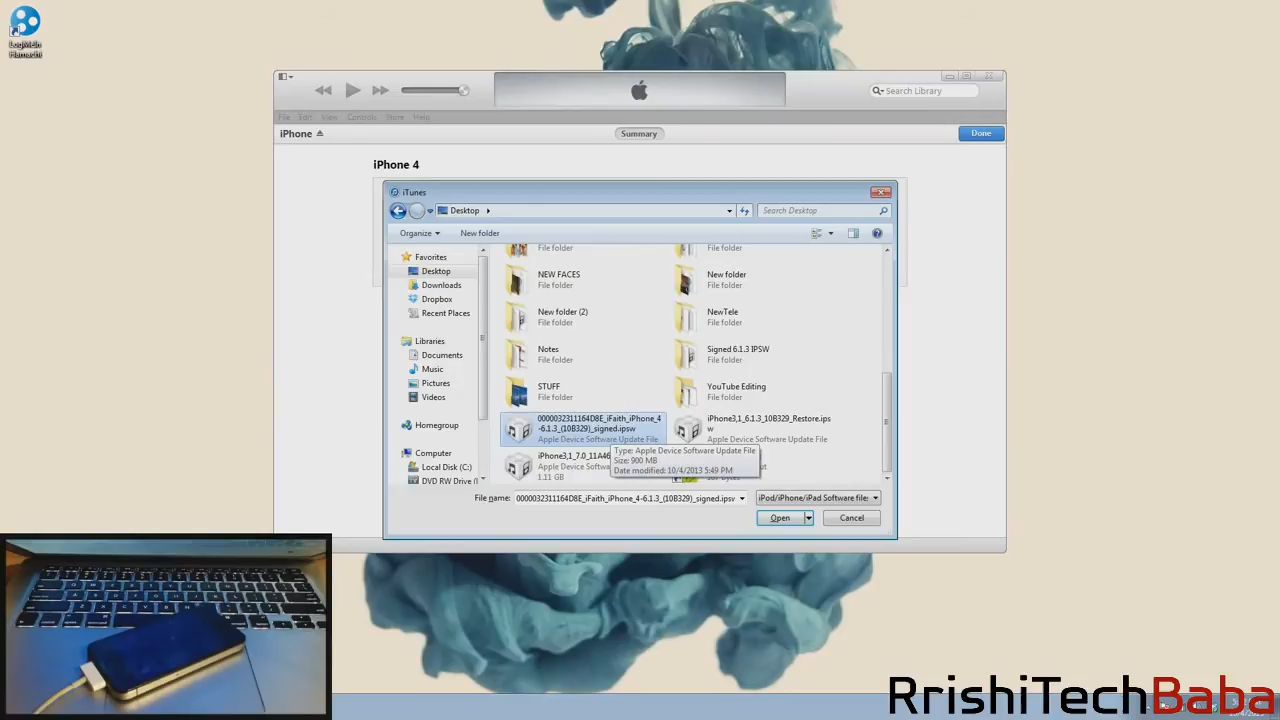 LogMeIn
Hamachi
Search Library
File Edit View Controls Store Help
iPhone
Summary
Done
iPhone 4
iTunes
Desktop
Search Desktop
Organize
New folder
Favorites
Desktop
Downloads
Dropbox
Recent Places
Libraries
Documents
Music
Pictures
Videos
Homegroup
Computer
Local Disk (C:)
DVD RW Drive (
File folder
File folder
NEW FACES
File folder
New folder
File folder
New folder (2)
File folder
NewTele
File folder
Notes
File folder
Signed 6.1.3 IPSW
File folder
STUFF
File folder
YouTube Editing
File folder
0000032311164D8E_iFaith_iPhone_4
-6.1.3_(10B329)_signed.ipsw
Apple Device Software Update File
iPhone3,1_6.1.3_10B329_Restore.ips
w
Apple Device Software Update File
iPhone3,1_7.0_11A46
Apple Device Softwa
1.11 GB
Type: Apple Device Software Update File
Size: 900 MB
Date modified: 10/4/2013 5:49 PM
File name: 0000032311164D8E_iFaith_iPhone_4-6.1.3_(10B329)_signed.ipsw
iPod/iPhone/iPad Software files
Open
Cancel
RrishiTechBaba